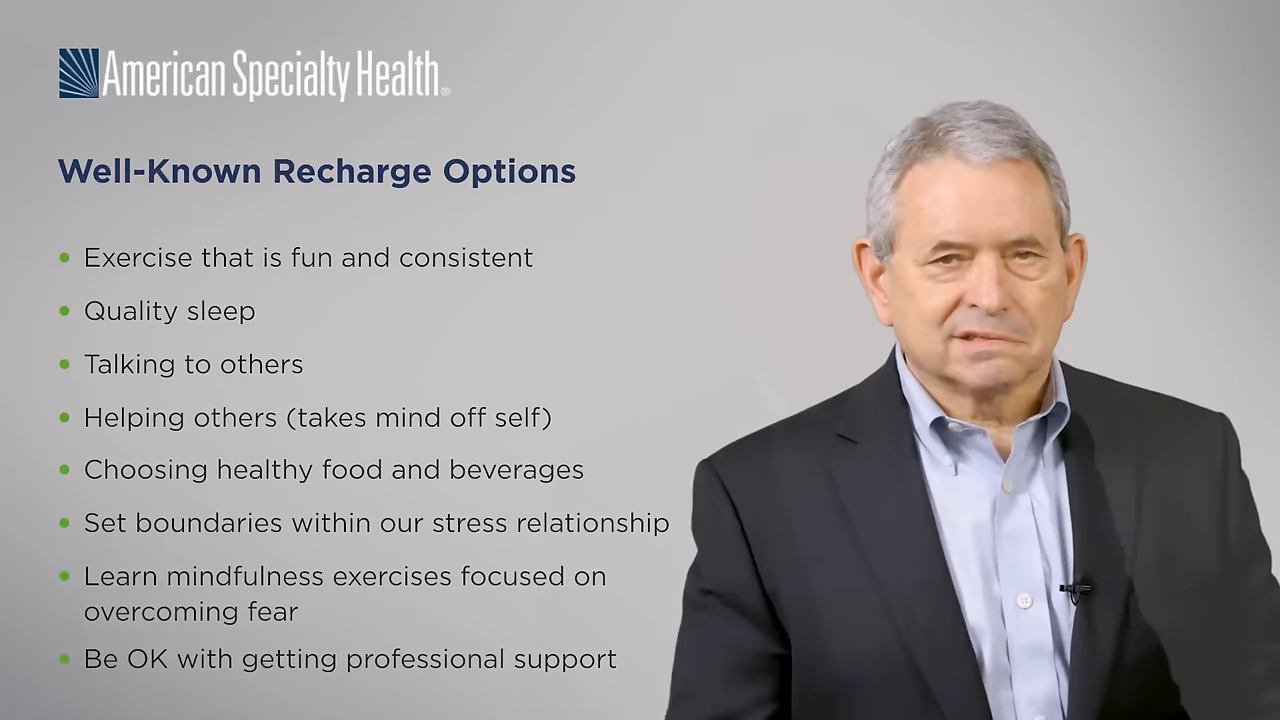 American Specialty Health®
Well-Known Recharge Options
• Exercise that is fun and consistent
• Quality sleep
• Talking to others
• Helping others (takes mind off self)
• Choosing healthy food and beverages
• Set boundaries within our stress relationship
• Learn mindfulness exercises focused on
overcoming fear
• Be OK with getting professional support